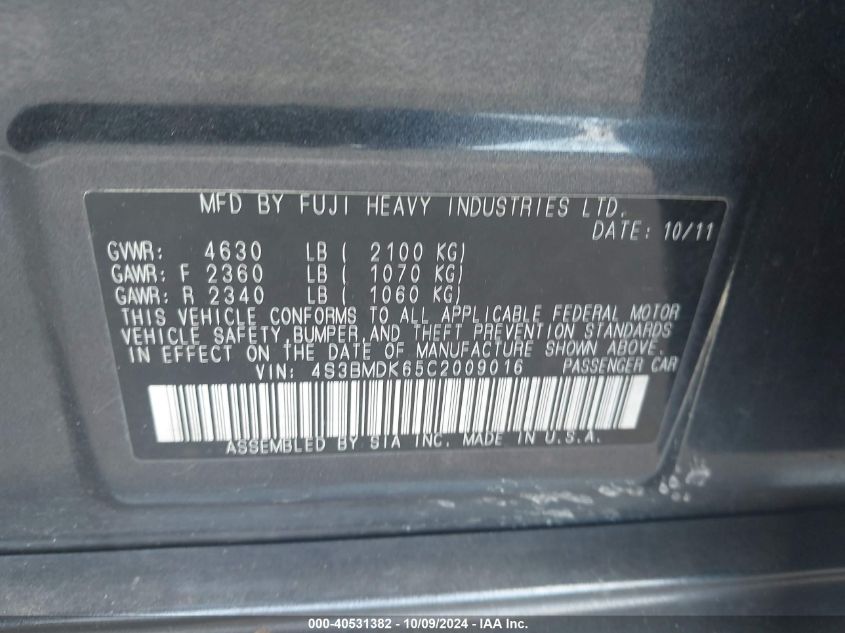 MFD BY FUJI HEAVY INDUSTRIES LTD.
DATE: 10/11
GVWR: 4630 LB ( 2100 KG)
GAWR: F 2360 LB ( 1070 KG)
GAWR: R 2340 LB ( 1060 KG)
THIS VEHICLE CONFORMS TO ALL APPLICABLE FEDERAL MOTOR
VEHICLE SAFETY, BUMPER, AND THEFT PREVENTION STANDARDS
IN EFFECT ON THE DATE OF MANUFACTURE SHOWN ABOVE.
VIN: 4S3BMDK65C2009016 PASSENGER CAR
ASSEMBLED BY SIA INC. MADE IN U.S.A.
000-40531382 - 10/09/2024 - IAA Inc.